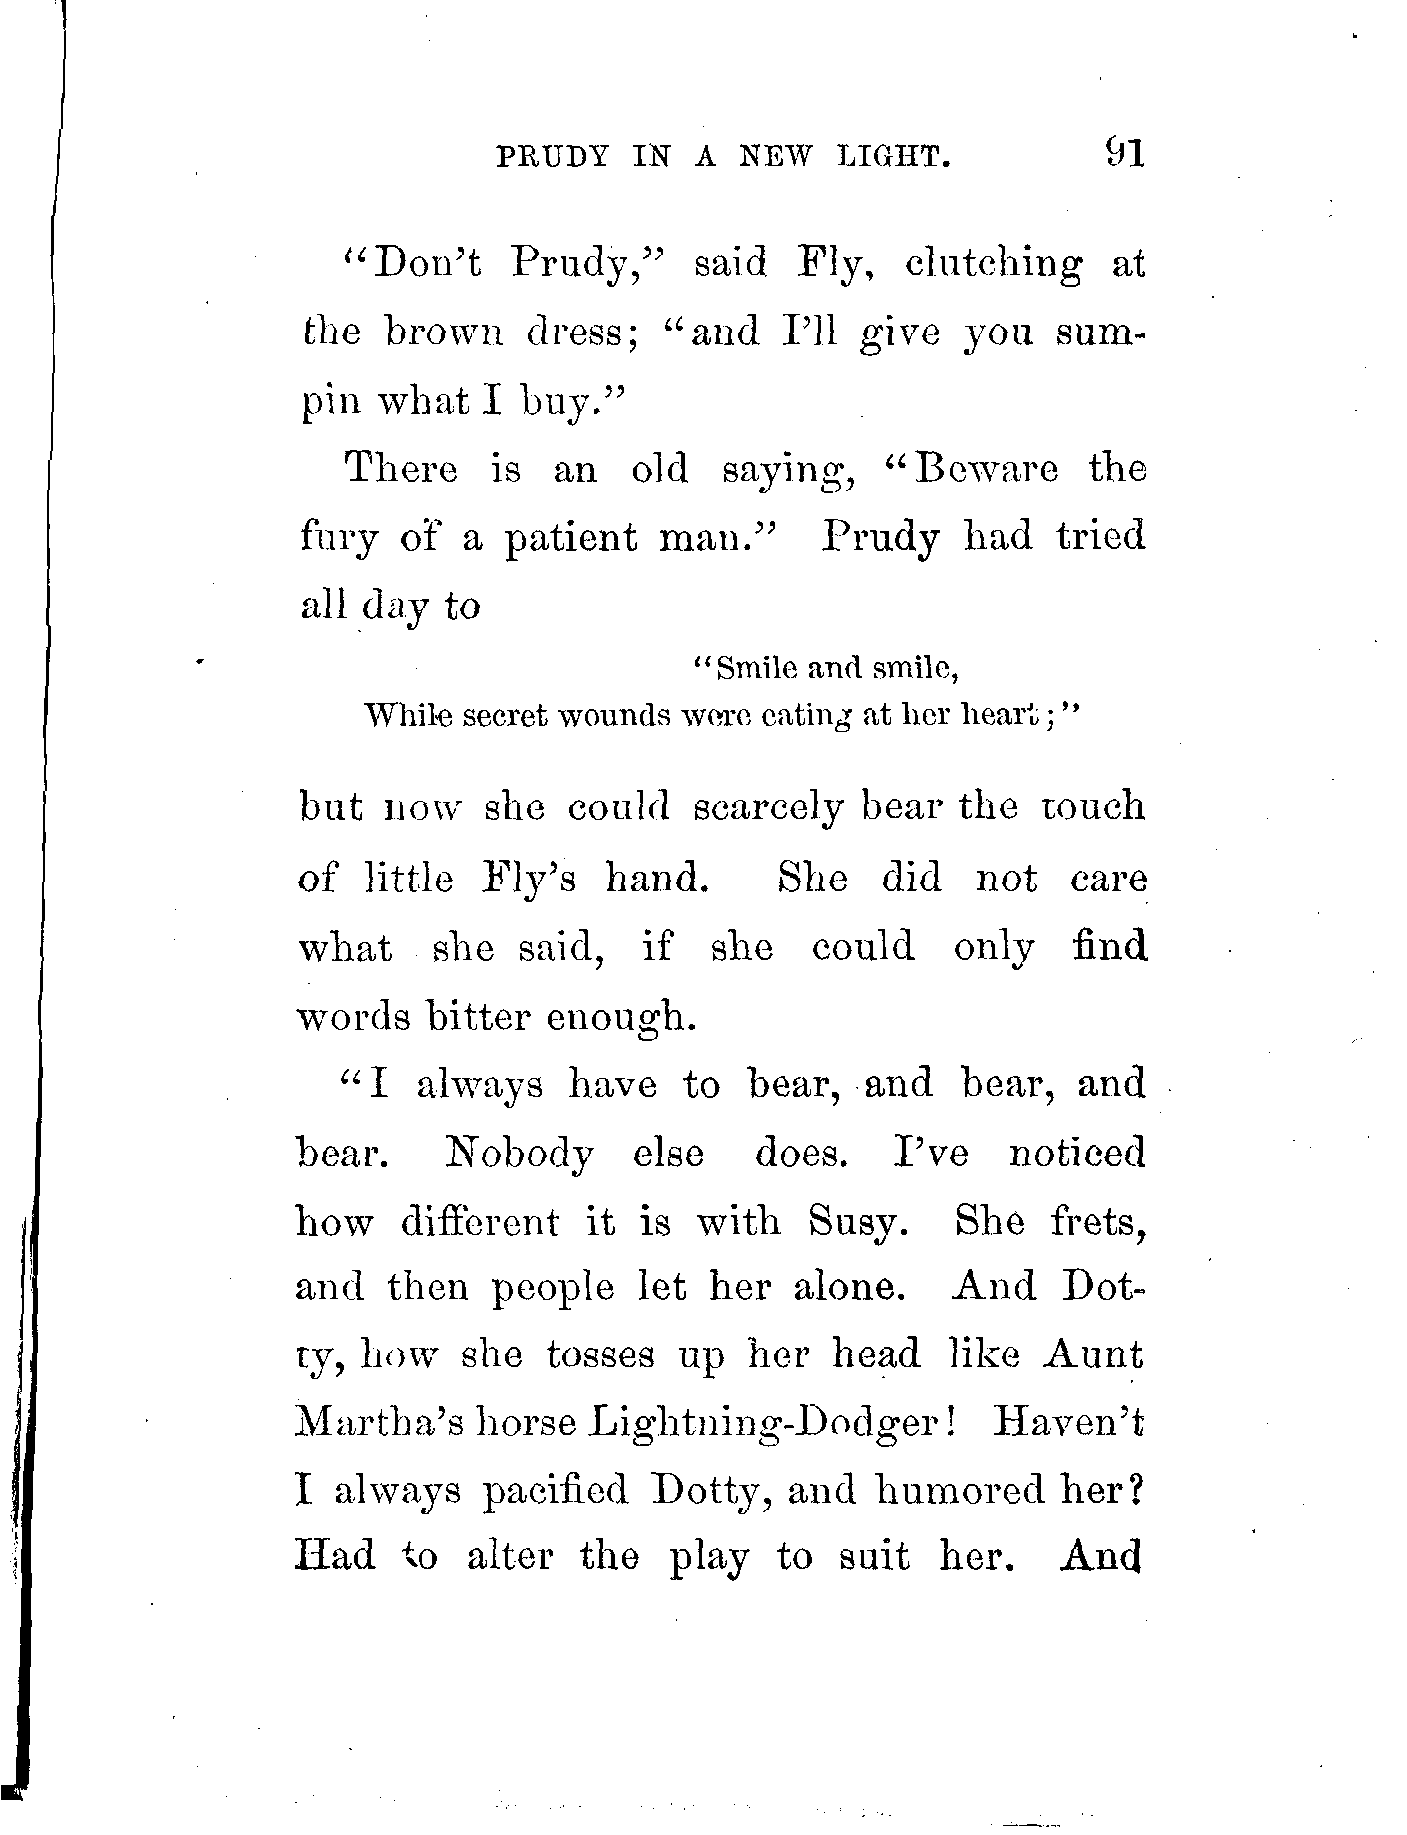 PRUDY IN A NEW LIGHT. 91
"Don't Prudy," said Fly, clutching at
the brown dress; "and I'll give you sum-
pin what I buy."
There is an old saying, "Beware the
fury of a patient man." Prudy had tried
all day to
"Smile and smile,
While secret wounds were eating at her heart;"
but now she could scarcely bear the touch
of little Fly's hand. She did not care
what she said, if she could only find
words bitter enough.
"I always have to bear, and bear, and
bear. Nobody else does. I've noticed
how different it is with Susy. She frets,
and then people let her alone. And Dot-
ty, how she tosses up her head like Aunt
Martha's horse Lightning-Dodger! Haven't
I always pacified Dotty, and humored her?
Had to alter the play to suit her. And